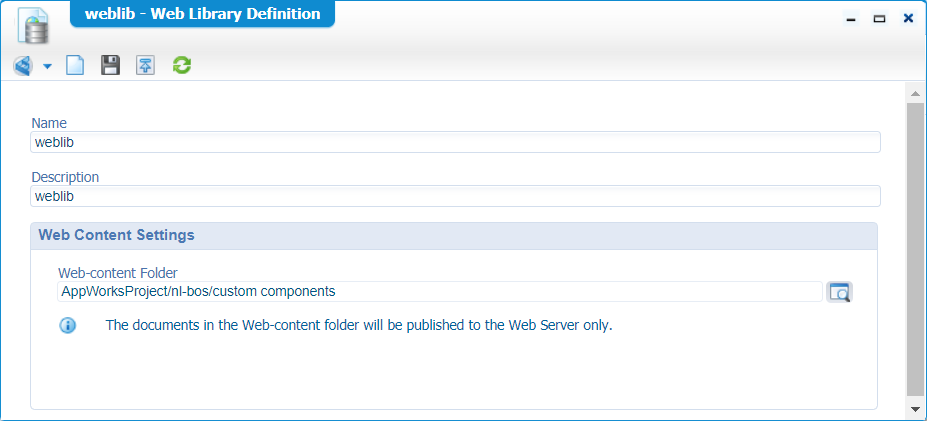 weblib - Web Library Definition
Name
weblib
Description
weblib
Web Content Settings
Web-content Folder
AppWorksProject/nl-bos/custom components
The documents in the Web-content folder will be published to the Web Server only.